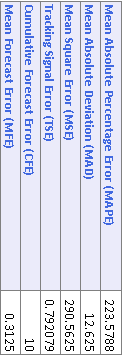 Mean Forecast Error (MFE) 0.3125
Cumulative Forecast Error (CFE) 10
Tracking Signal Error (TSE) 0.792079
Mean Square Error (MSE) 290.5625
Mean Absolute Deviation (MAD) 12.625
Mean Absolute Percentage Error (MAPE) 223.5788